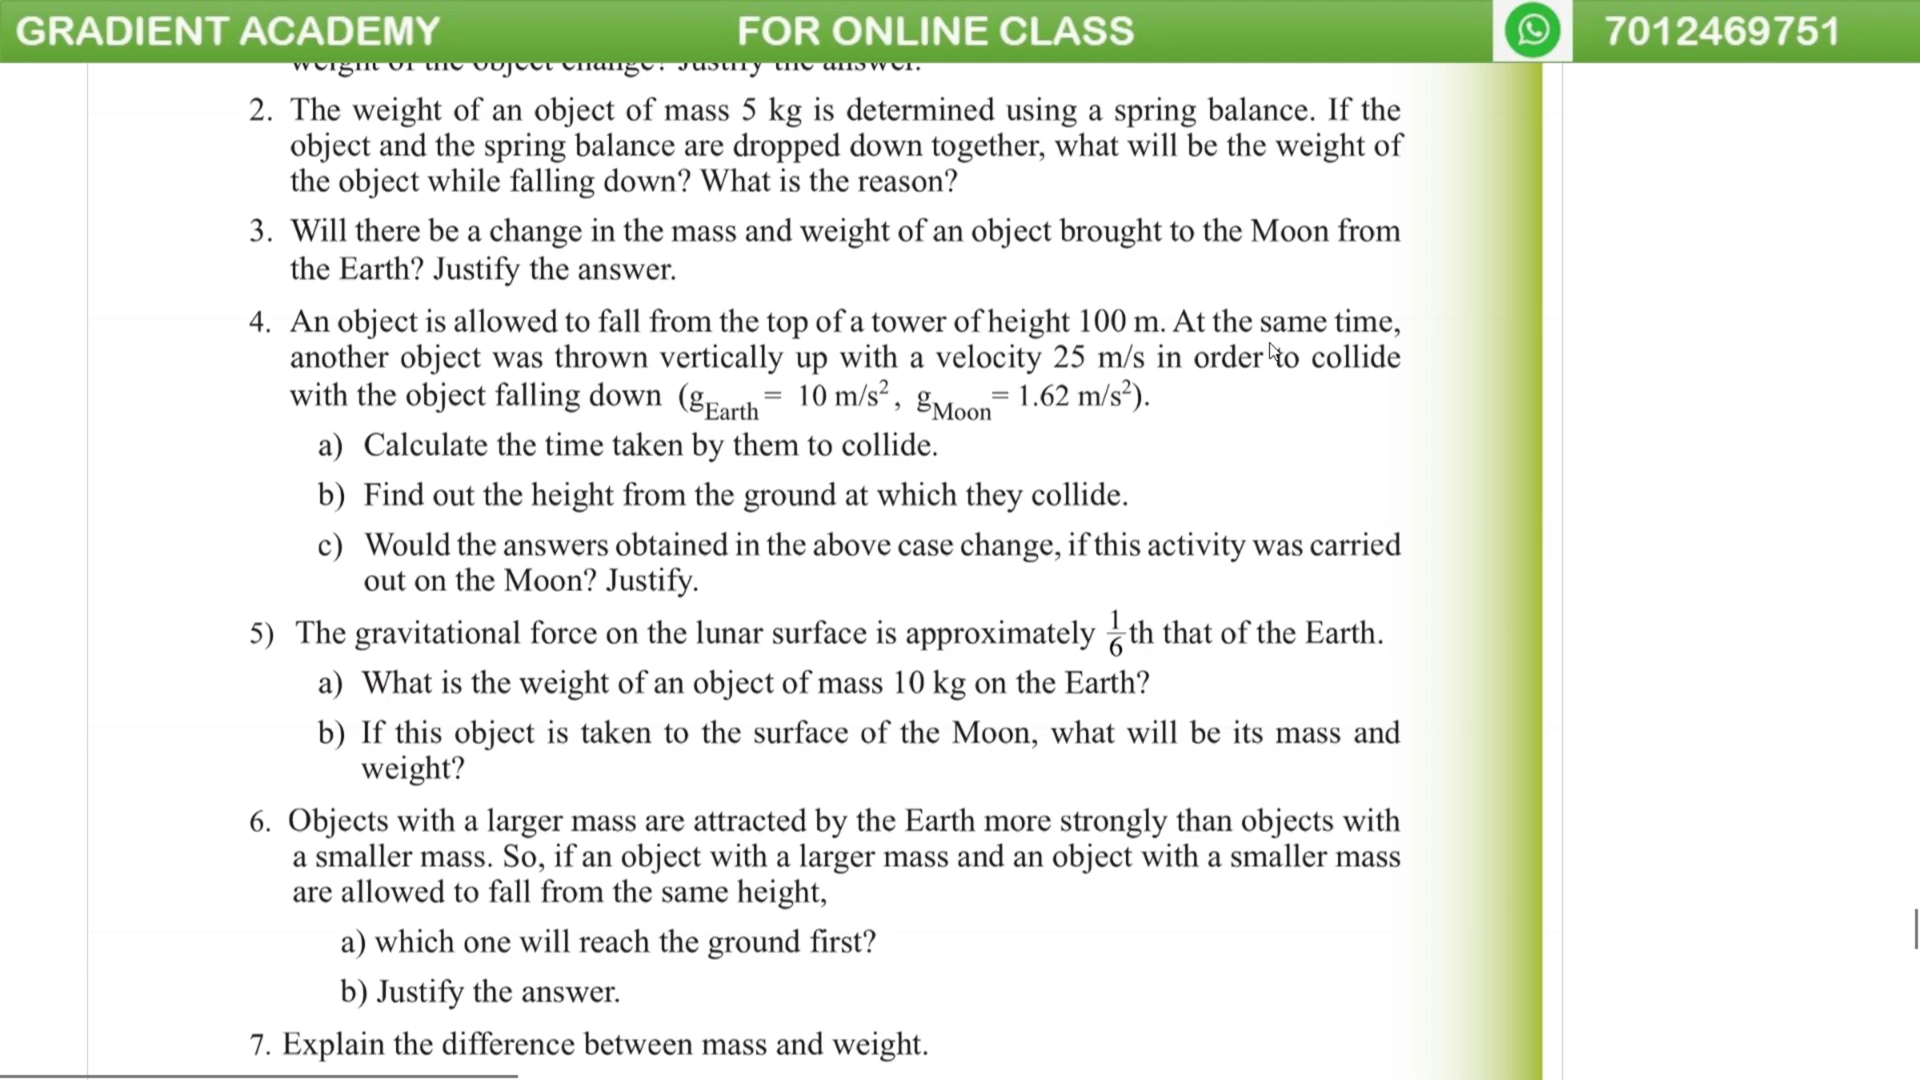 GRADIENT ACADEMY FOR ONLINE CLASS 7012469751
weight of the object change? Justify the answer.
2. The weight of an object of mass 5 kg is determined using a spring balance. If the
object and the spring balance are dropped down together, what will be the weight of
the object while falling down? What is the reason?
3. Will there be a change in the mass and weight of an object brought to the Moon from
the Earth? Justify the answer.
4. An object is allowed to fall from the top of a tower of height 100 m. At the same time,
another object was thrown vertically up with a velocity 25 m/s in order to collide
with the object falling down (g_Earth = 10 m/s², g_Moon = 1.62 m/s²).
a) Calculate the time taken by them to collide.
b) Find out the height from the ground at which they collide.
c) Would the answers obtained in the above case change, if this activity was carried
out on the Moon? Justify.
5) The gravitational force on the lunar surface is approximately 1/6 th that of the Earth.
a) What is the weight of an object of mass 10 kg on the Earth?
b) If this object is taken to the surface of the Moon, what will be its mass and
weight?
6. Objects with a larger mass are attracted by the Earth more strongly than objects with
a smaller mass. So, if an object with a larger mass and an object with a smaller mass
are allowed to fall from the same height,
a) which one will reach the ground first?
b) Justify the answer.
7. Explain the difference between mass and weight.